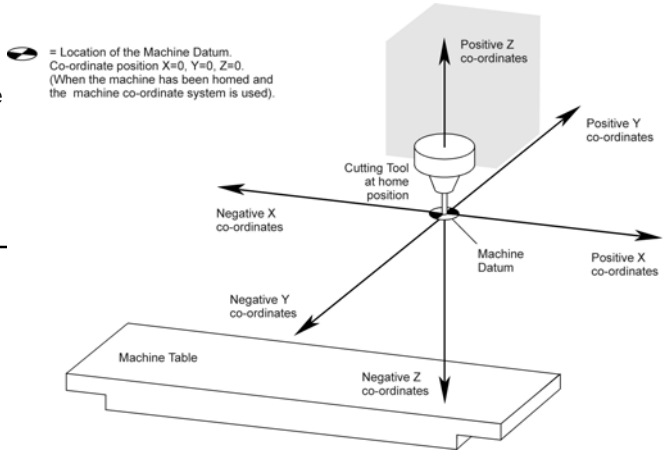 = Location of the Machine Datum.
Co-ordinate position X=0, Y=0, Z=0.
(When the machine has been homed and
the machine co-ordinate system is used).
e
Positive Z
co-ordinates
Positive Y
co-ordinates
Cutting Tool
at home
position
Negative X
co-ordinates
Machine
Datum
Positive X
co-ordinates
Negative Y
co-ordinates
Machine Table
Negative Z
co-ordinates